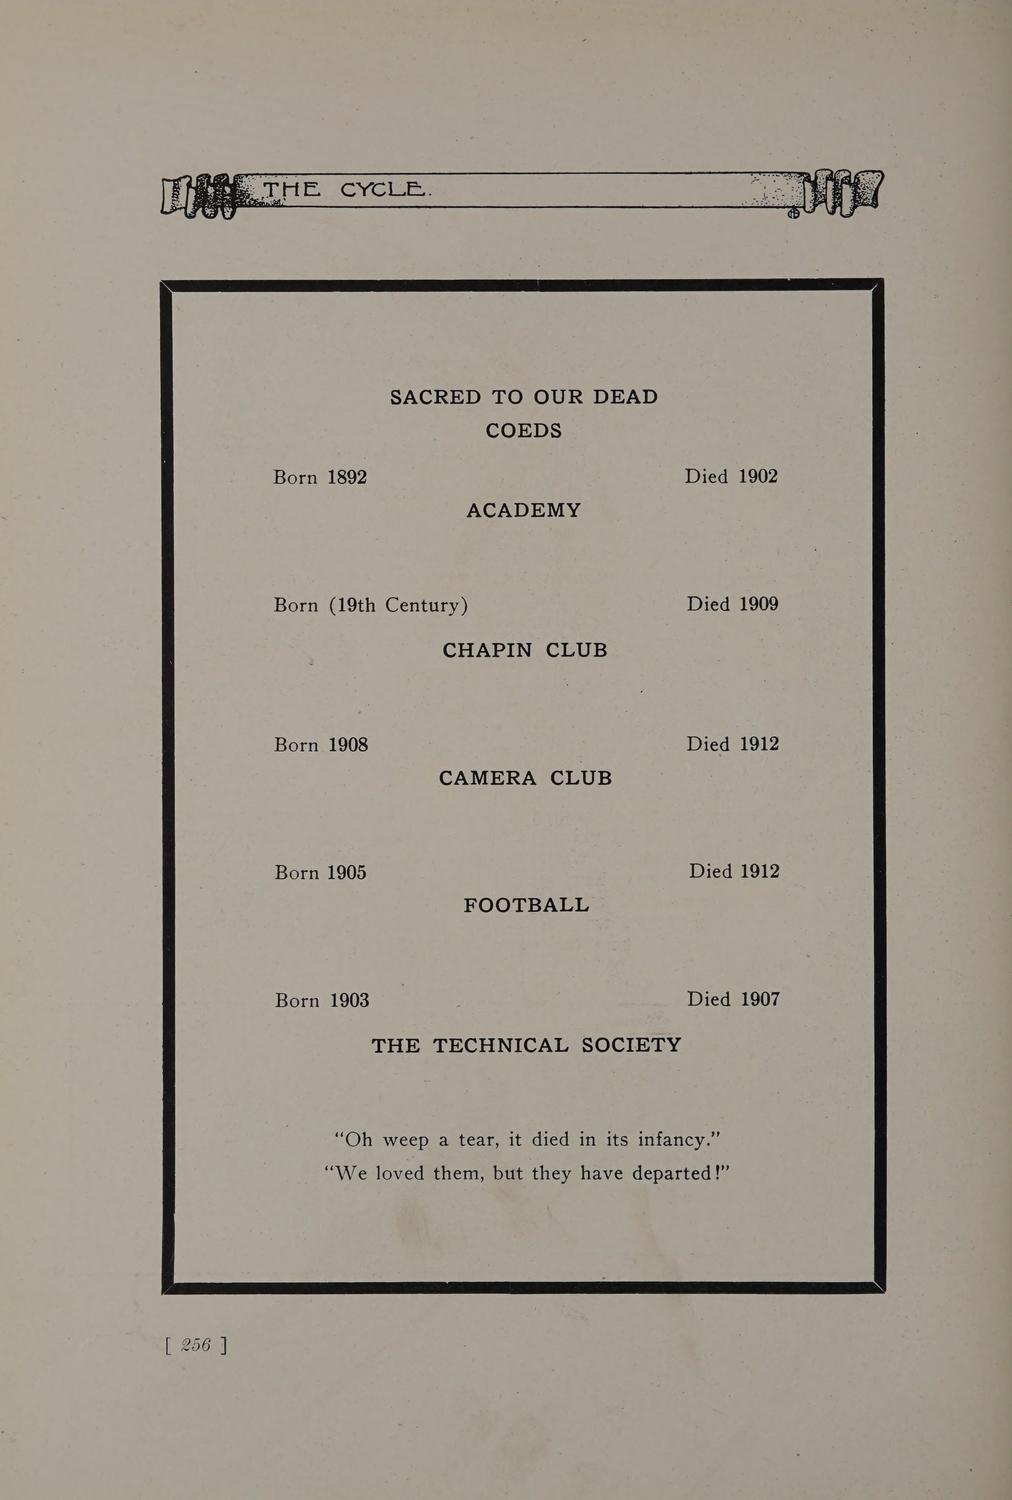 THE CYCLE.
SACRED TO OUR DEAD
COEDS
Born 1892 Died 1902
ACADEMY
Born (19th Century) Died 1909
CHAPIN CLUB
Born 1908 Died 1912
CAMERA CLUB
Born 1905 Died 1912
FOOTBALL
Born 1903 Died 1907
THE TECHNICAL SOCIETY
“Oh weep a tear, it died in its infancy.”
“We loved them, but they have departed!”
[ 256 ]